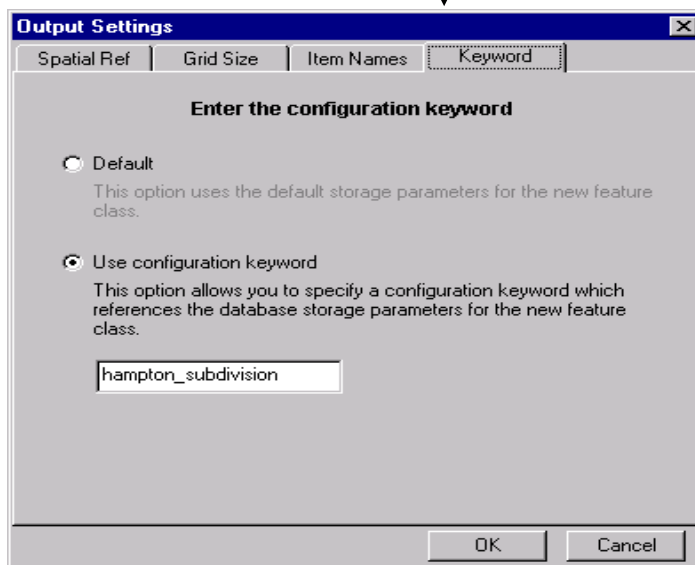 Output Settings
Spatial Ref
Grid Size
Item Names
Keyword
Enter the configuration keyword
Default
This option uses the default storage parameters for the new feature
class.
Use configuration keyword
This option allows you to specify a configuration keyword which
references the database storage parameters for the new feature
class.
hampton_subdivision
OK
Cancel